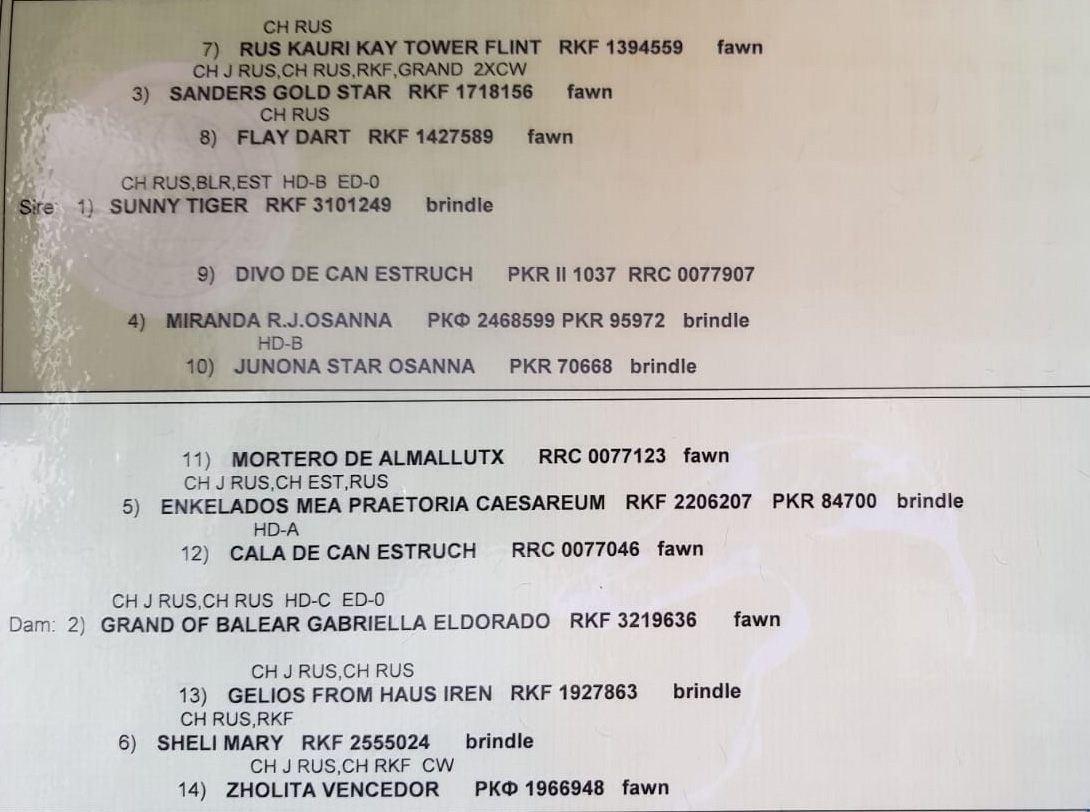 CH RUS
7) RUS KAURI KAY TOWER FLINT RKF 1394559 fawn
CH J RUS,CH RUS,RKF,GRAND 2XCW
3) SANDERS GOLD STAR RKF 1718156 fawn
CH RUS
8) FLAY DART RKF 1427589 fawn
CH RUS,BLR,EST HD-B ED-0
Sire: 1) SUNNY TIGER RKF 3101249 brindle
9) DIVO DE CAN ESTRUCH PKR II 1037 RRC 0077907
4) MIRANDA R.J.OSANNA РКФ 2468599 PKR 95972 brindle
HD-B
10) JUNONA STAR OSANNA PKR 70668 brindle
11) MORTERO DE ALMALLUTX RRC 0077123 fawn
CH J RUS,CH EST,RUS
5) ENKELADOS MEA PRAETORIA CAESAREUM RKF 2206207 PKR 84700 brindle
HD-A
12) CALA DE CAN ESTRUCH RRC 0077046 fawn
CH J RUS,CH RUS HD-C ED-0
Dam: 2) GRAND OF BALEAR GABRIELLA ELDORADO RKF 3219636 fawn
CH J RUS,CH RUS
13) GELIOS FROM HAUS IREN RKF 1927863 brindle
CH RUS,RKF
6) SHELI MARY RKF 2555024 brindle
CH J RUS,CH RKF CW
14) ZHOLITA VENCEDOR РКФ 1966948 fawn